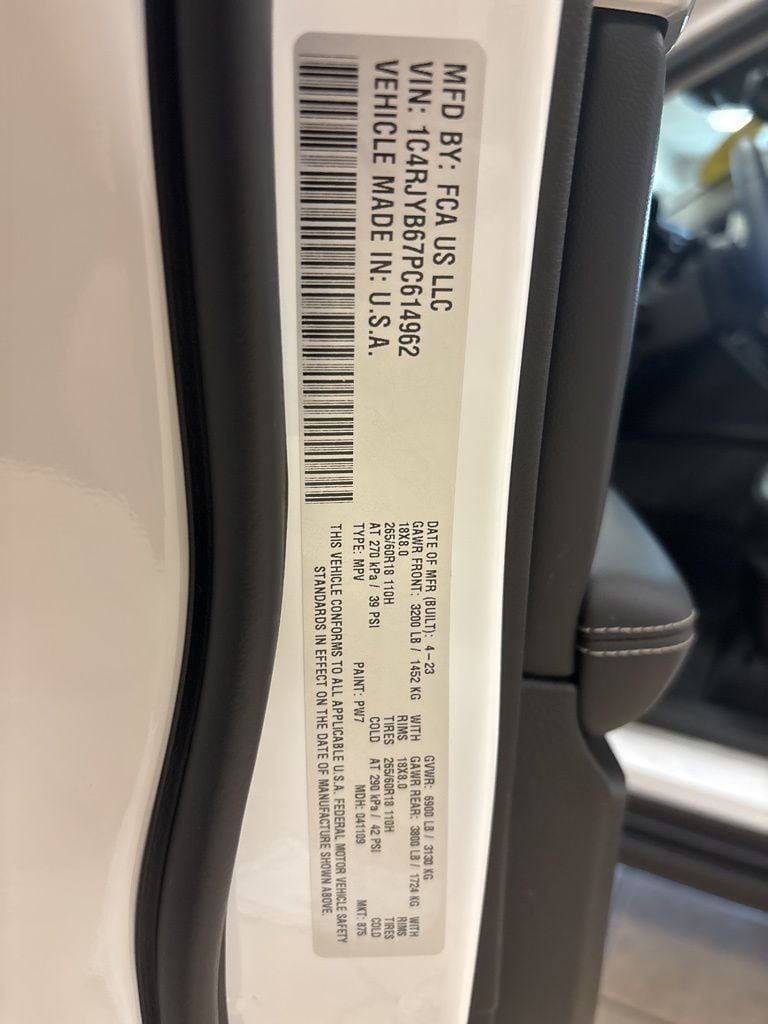 MFD BY: FCA US LLC
VIN: 1C4RJYB67PC614962
VEHICLE MADE IN: U.S.A.
DATE OF MFR (BUILT): 4-23 GVWR: 6900 LB / 3130 KG
GAWR FRONT: 3200 LB / 1452 KG WITH GAWR REAR: 3800 LB / 1724 KG WITH
18X8.0 RIMS 18X8.0 RIMS
265/60R18 110H TIRES 265/60R18 110H TIRES
AT 270 kPa / 39 PSI COLD AT 290 kPa / 42 PSI COLD
TYPE: MPV PAINT: PW7 MDH: 041109 MKT: 875
THIS VEHICLE CONFORMS TO ALL APPLICABLE U.S.A. FEDERAL MOTOR VEHICLE SAFETY
STANDARDS IN EFFECT ON THE DATE OF MANUFACTURE SHOWN ABOVE.